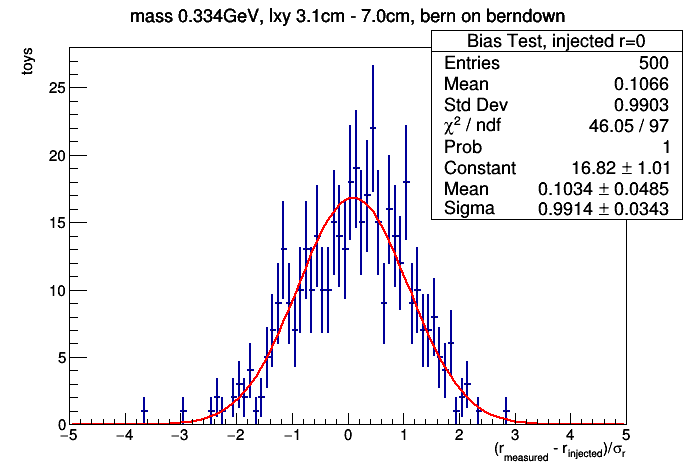 mass 0.334GeV, lxy 3.1cm - 7.0cm, bern on berndown
Bias Test, injected r=0
Entries 500
Mean 0.1066
Std Dev 0.9903
χ² / ndf 46.05 / 97
Prob 1
Constant 16.82 ± 1.01
Mean 0.1034 ± 0.0485
Sigma 0.9914 ± 0.0343
toys
25
20
15
10
5
0
−5 −4 −3 −2 −1 0 1 2 3 4 5
(r_measured - r_injected)/σ_r